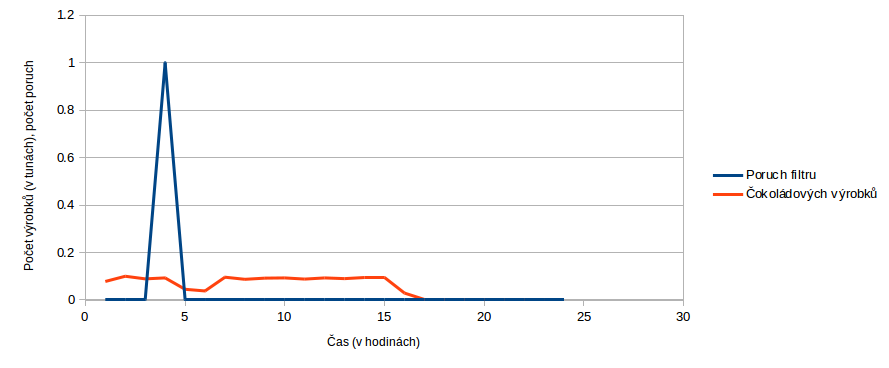 1.2
1
0.8
0.6
0.4
0.2
0
0 5 10 15 20 25 30
Počet výrobků (v tunách), počet poruch
Čas (v hodinách)
Poruch filtru
Čokoládových výrobků